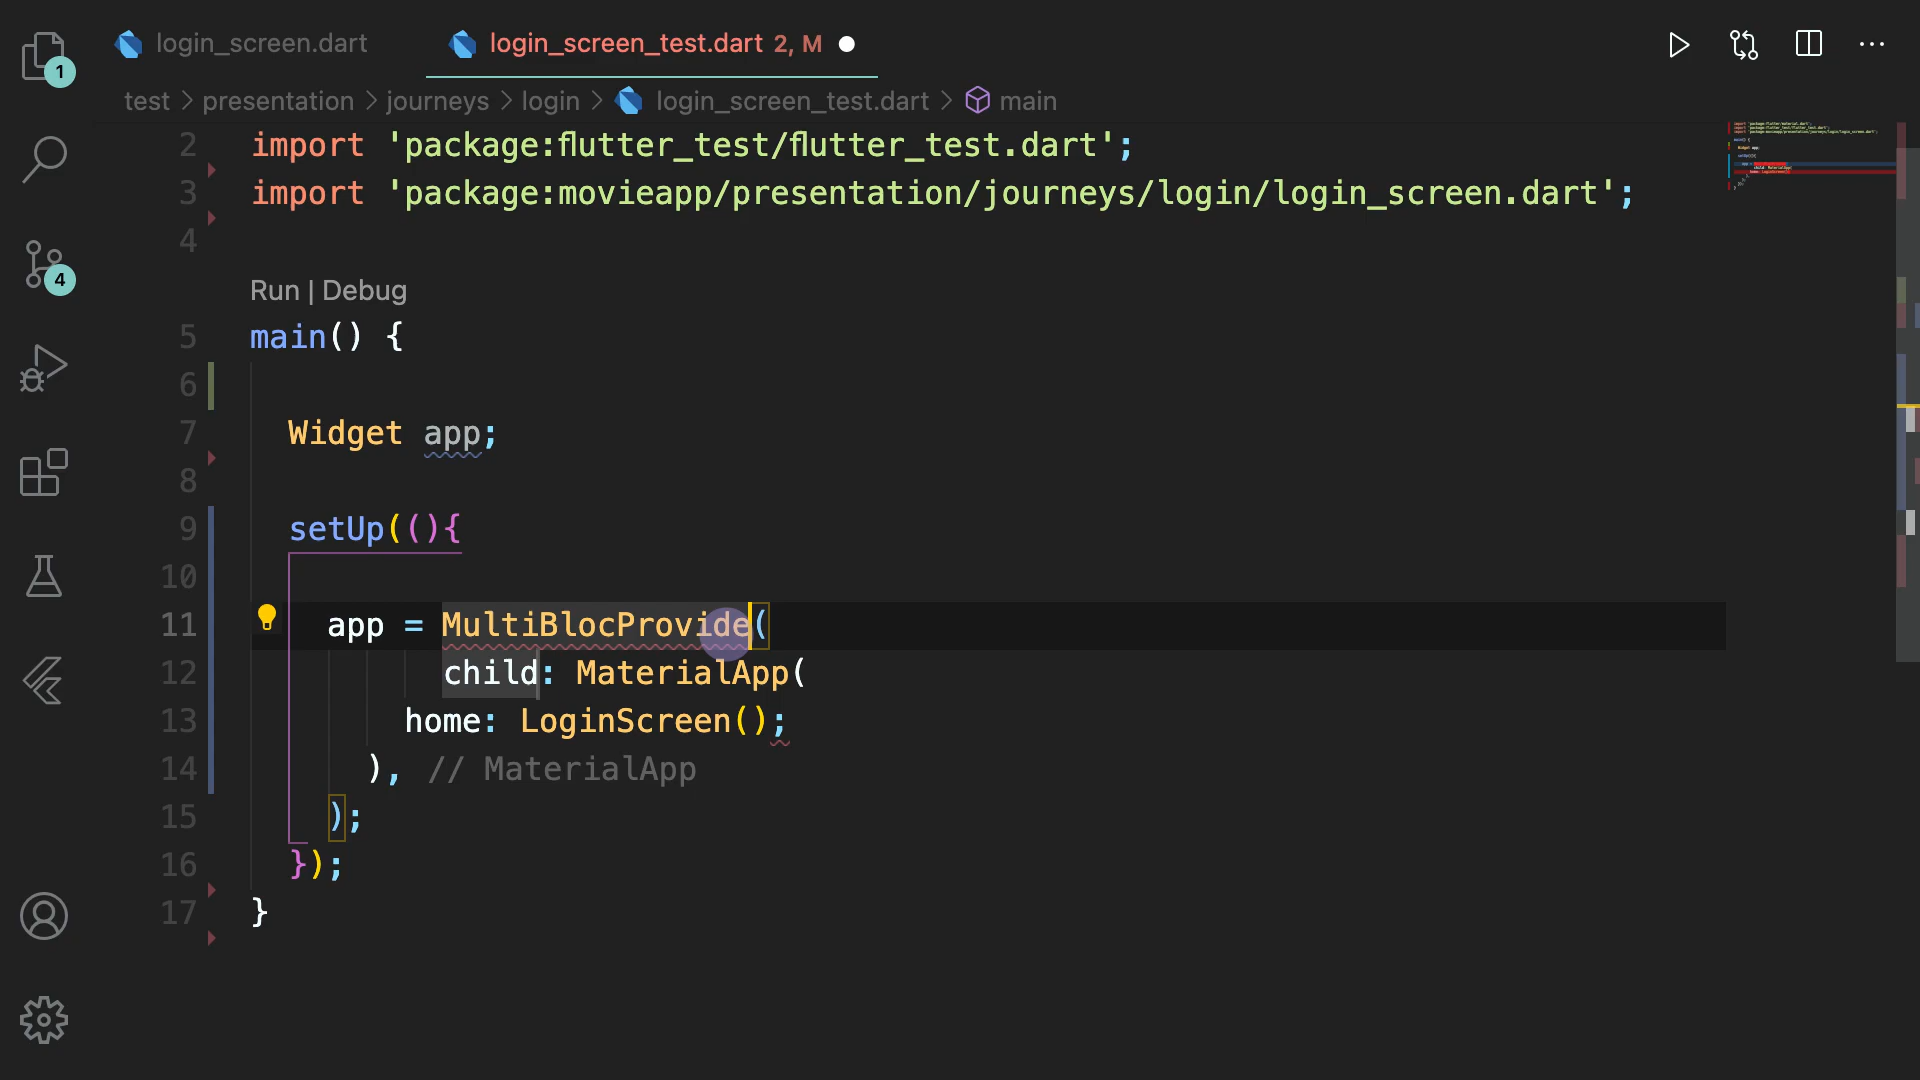 login_screen.dart
login_screen_test.dart 2, M
test > presentation > journeys > login > login_screen_test.dart > main
1
4
2 import 'package:flutter_test/flutter_test.dart';
3 import 'package:movieapp/presentation/journeys/login/login_screen.dart';
4
Run | Debug
5 main() {
6
7 Widget app;
8
9 setUp((){
10
11 app = MultiBlocProvide(
12 child: MaterialApp(
13 home: LoginScreen();
14 ), // MaterialApp
15 );
16 });
17 }